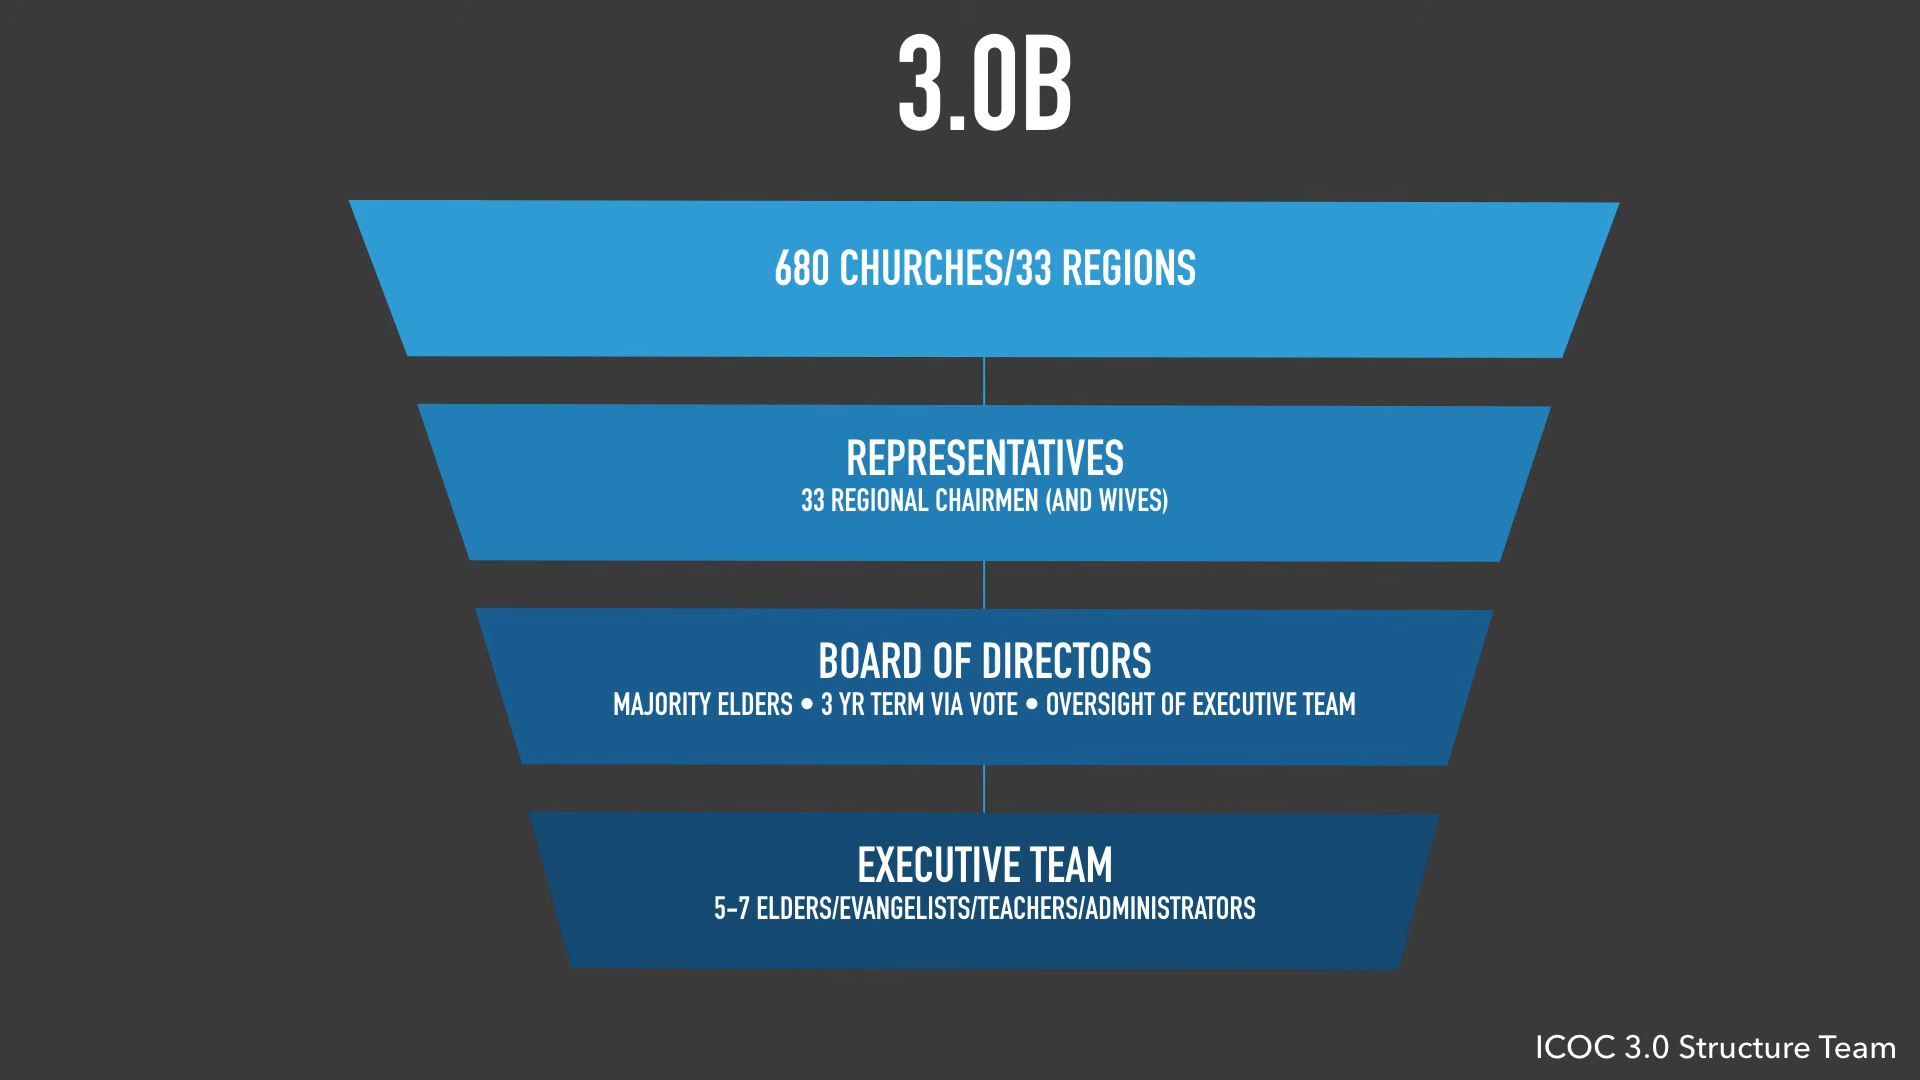 3.0B
680 CHURCHES/33 REGIONS
REPRESENTATIVES
33 REGIONAL CHAIRMEN (AND WIVES)
BOARD OF DIRECTORS
MAJORITY ELDERS • 3 YR TERM VIA VOTE • OVERSIGHT OF EXECUTIVE TEAM
EXECUTIVE TEAM
5-7 ELDERS/EVANGELISTS/TEACHERS/ADMINISTRATORS
ICOC 3.0 Structure Team